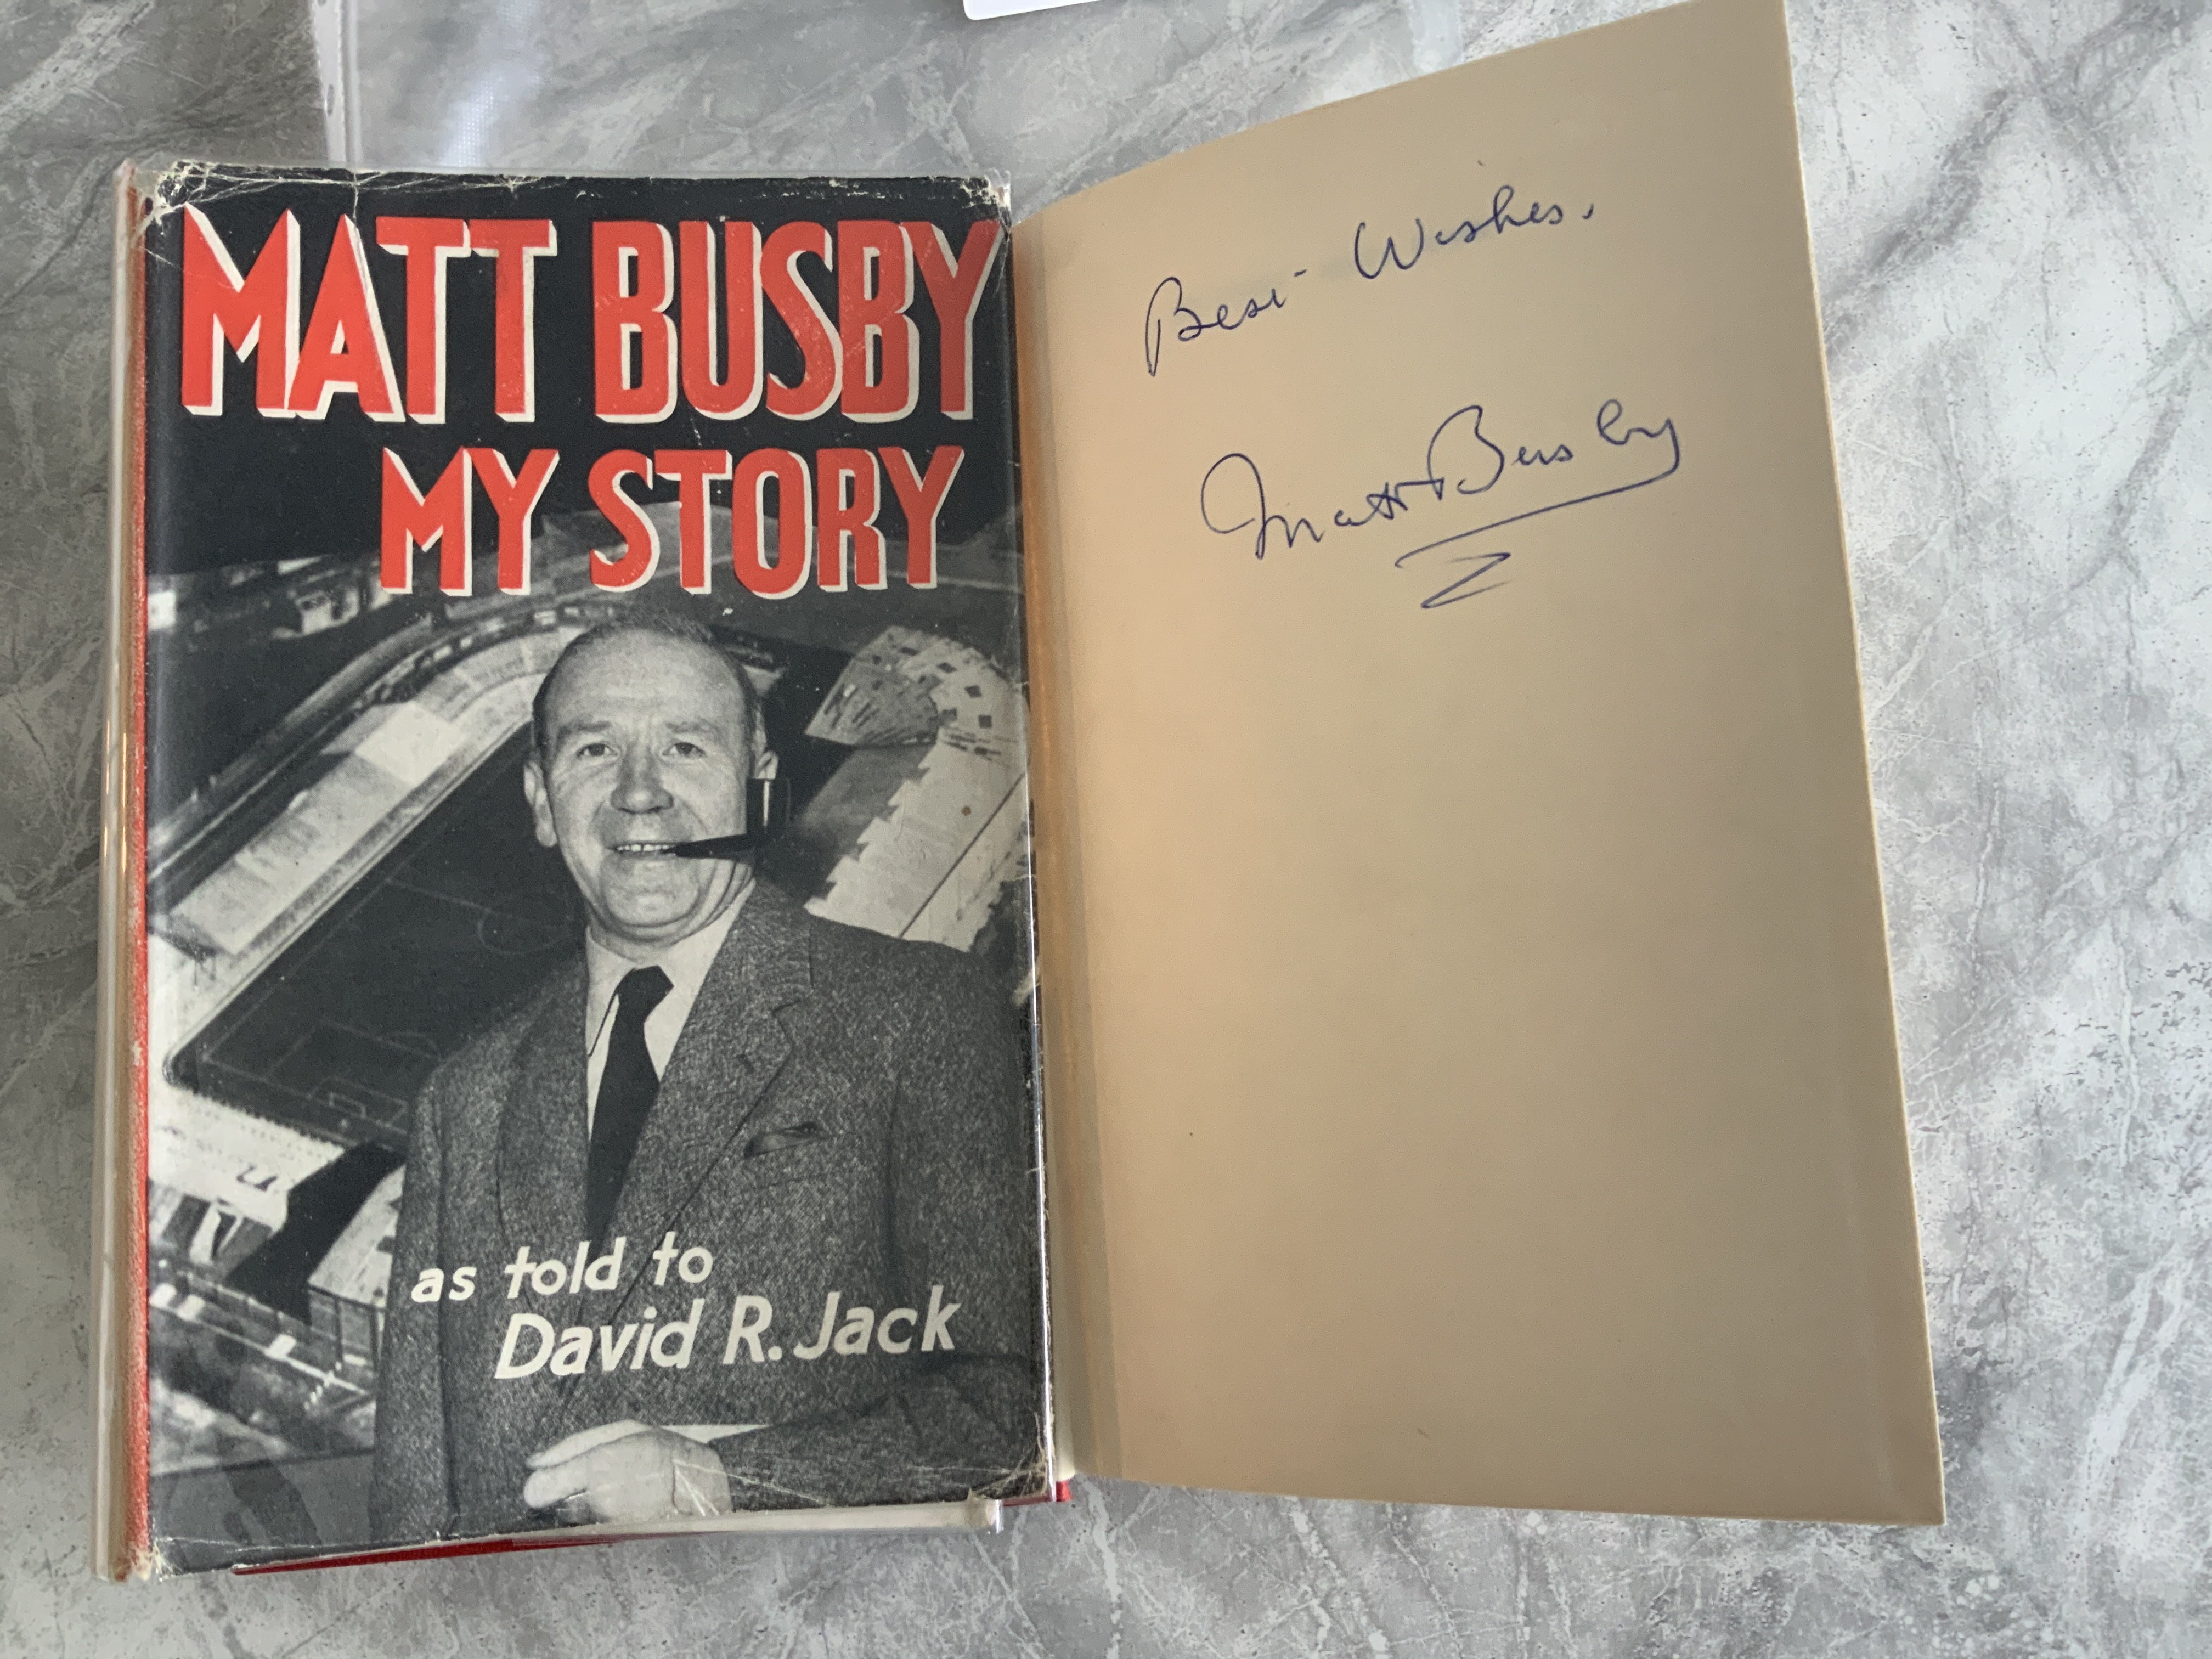 MATT BUSBY
MY STORY
as told to
David R. Jack
Best Wishes.
Matt Busby